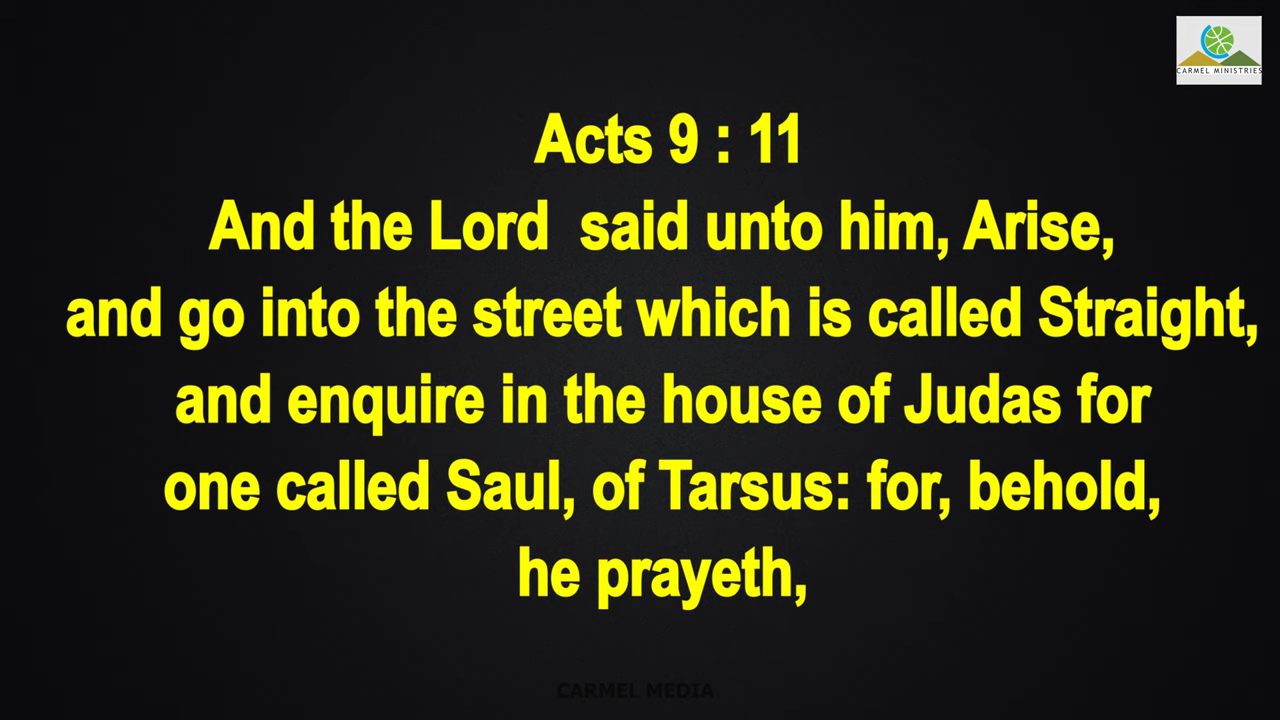 CARMEL MINISTRIES
Acts 9 : 11
And the Lord  said unto him, Arise,
and go into the street which is called Straight,
and enquire in the house of Judas for
one called Saul, of Tarsus: for, behold,
he prayeth,
CARMEL MEDIA